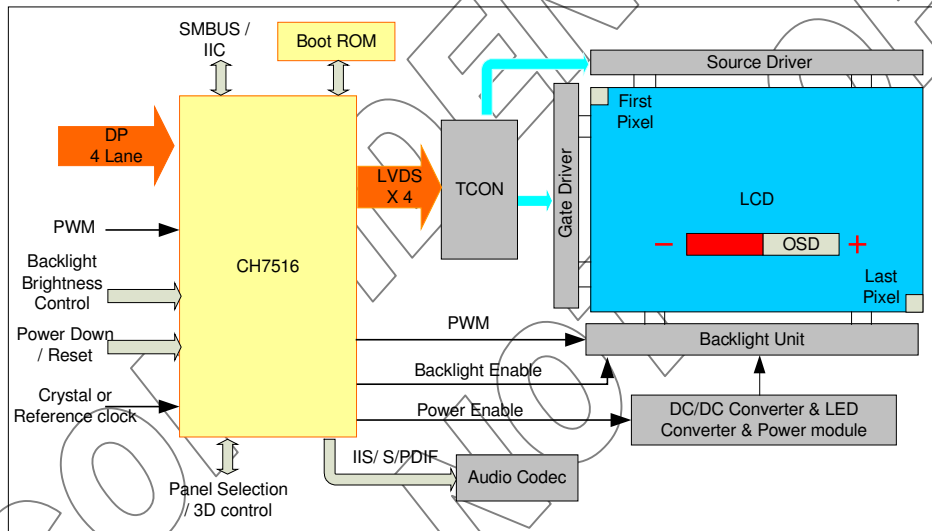 SMBUS /
IIC
Boot ROM
DP
4 Lane
LVDS
X 4
TCON
Source Driver
Gate Driver
First
Pixel
LCD
− OSD +
Last
Pixel
PWM
Backlight
Brightness
Control
Power Down
/ Reset
Crystal or
Reference clock
CH7516
PWM
Backlight Enable
Power Enable
Backlight Unit
DC/DC Converter & LED
Converter & Power module
IIS/ S/PDIF
Audio Codec
Panel Selection
/ 3D control